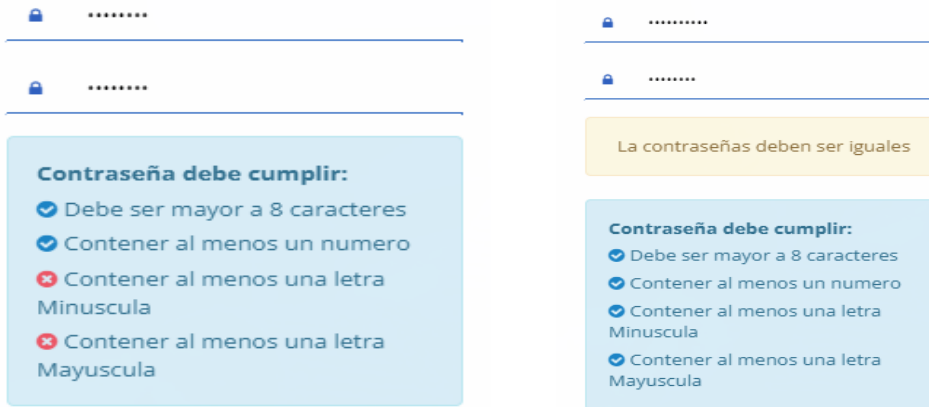 ••••••••
••••••••
Contraseña debe cumplir:
Debe ser mayor a 8 caracteres
Contener al menos un numero
Contener al menos una letra
Minuscula
Contener al menos una letra
Mayuscula
••••••••••
••••••••
La contraseñas deben ser iguales
Contraseña debe cumplir:
Debe ser mayor a 8 caracteres
Contener al menos un numero
Contener al menos una letra
Minuscula
Contener al menos una letra
Mayuscula